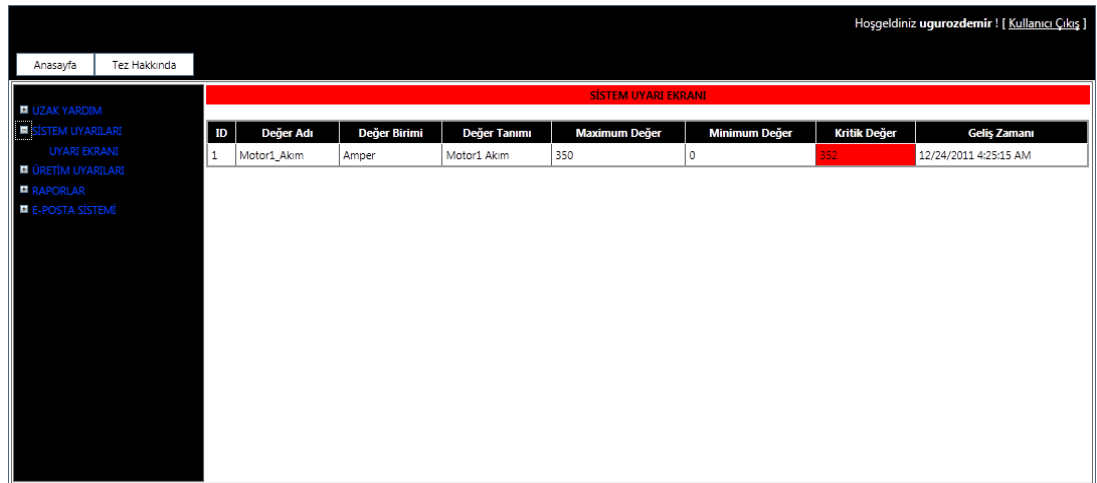 Hoşgeldiniz ugurozdemir ! [ Kullanıcı Çıkış ]
Anasayfa Tez Hakkında
UZAK YARDIM
SİSTEM UYARILARI
UYARI EKRANI
ÜRETİM UYARILARI
RAPORLAR
E-POSTA SİSTEMİ
SİSTEM UYARI EKRANI
ID Değer Adı Değer Birimi Değer Tanımı Maximum Değer Minimum Değer Kritik Değer Geliş Zamanı
1 Motor1_Akım Amper Motor1 Akım 350 0 352 12/24/2011 4:25:15 AM